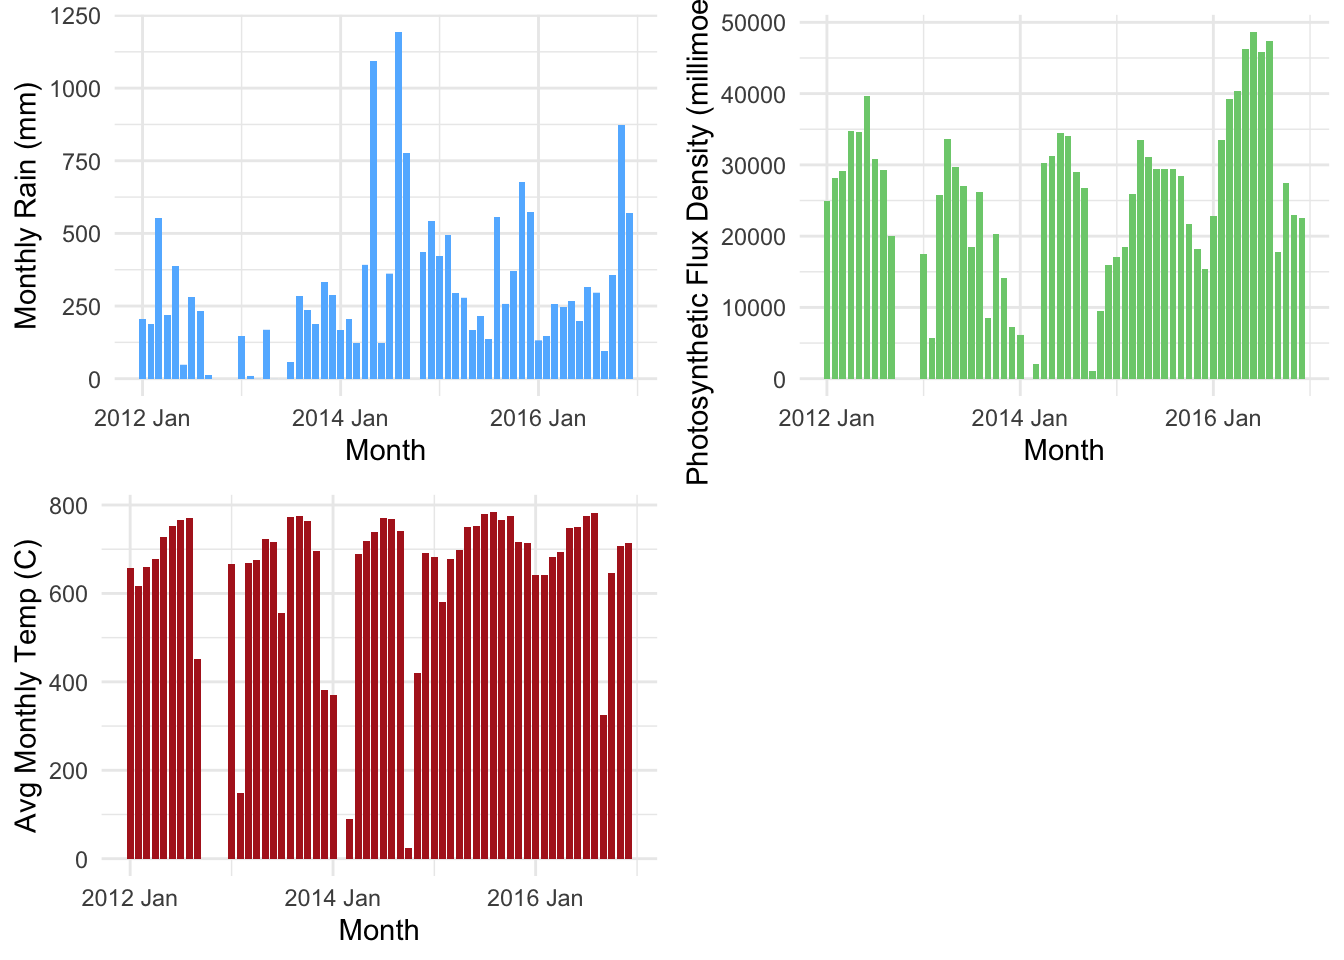 Monthly Rain (mm)
1250
1000
750
500
250
0
2012 Jan 2014 Jan 2016 Jan
Month
Photosynthetic Flux Density (millimoe
50000
40000
30000
20000
10000
0
2012 Jan 2014 Jan 2016 Jan
Month
Avg Monthly Temp (C)
800
600
400
200
0
2012 Jan 2014 Jan 2016 Jan
Month